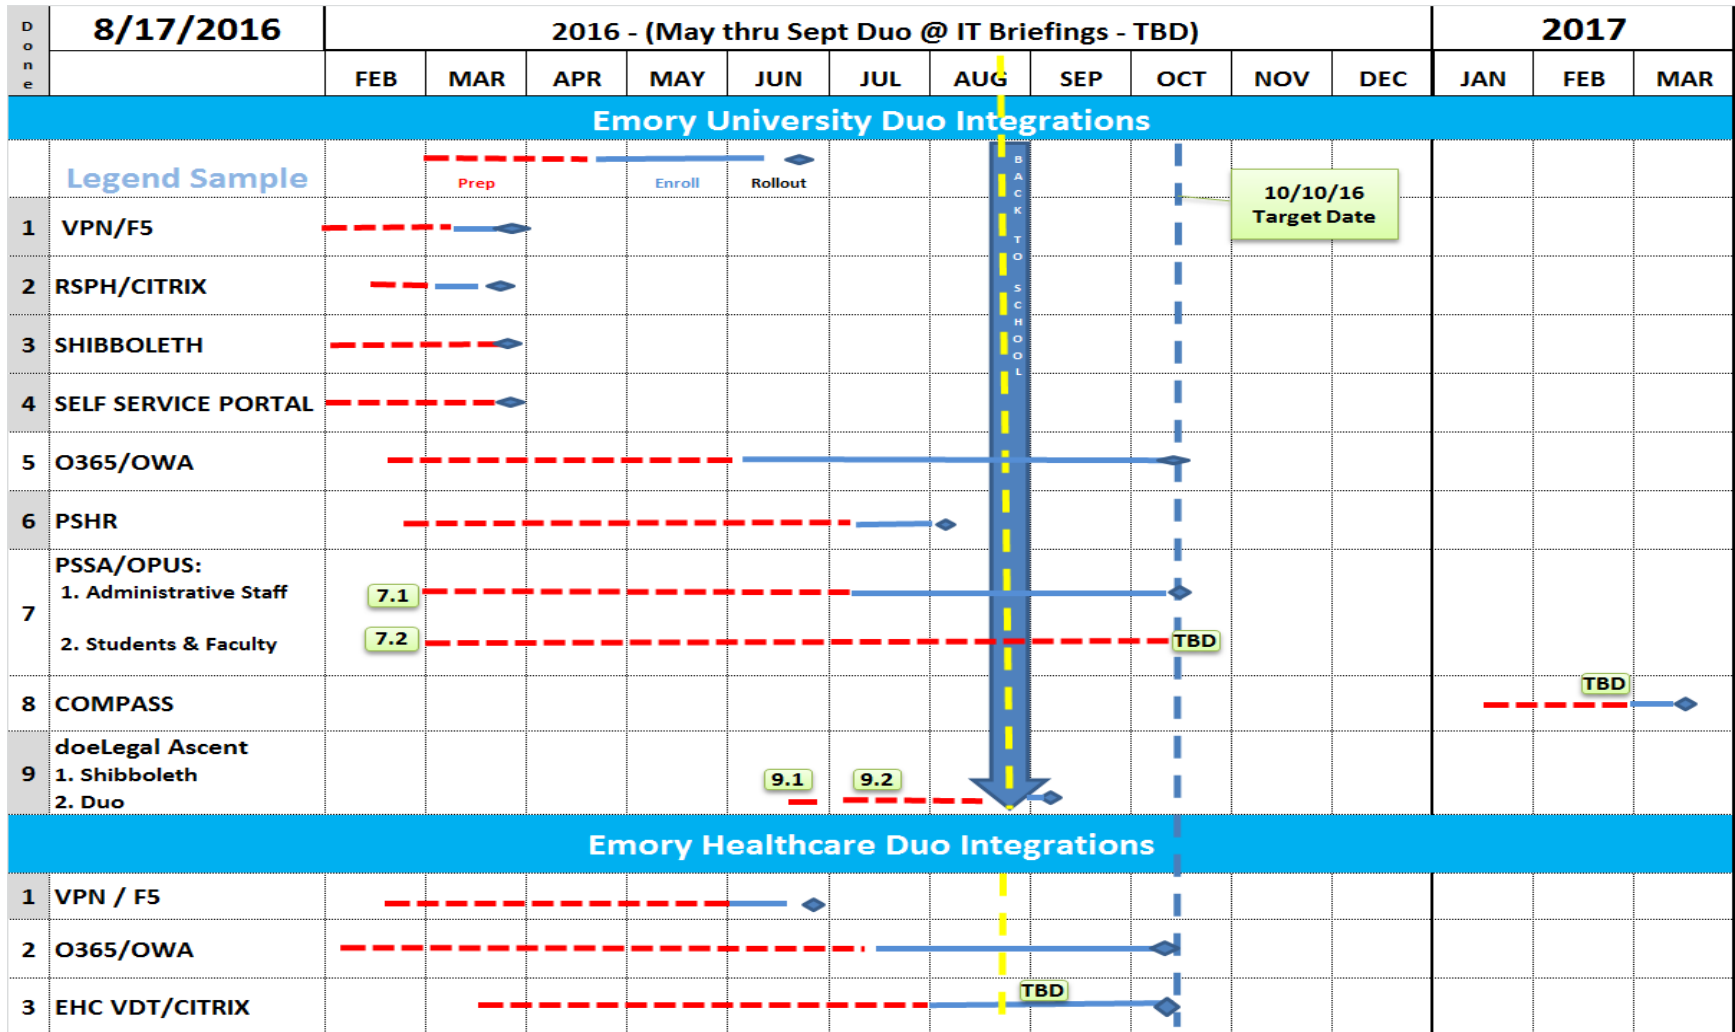 Done
8/17/2016
2016 - (May thru Sept Duo @ IT Briefings - TBD)
2017
FEB MAR APR MAY JUN JUL AUG SEP OCT NOV DEC JAN FEB MAR
Emory University Duo Integrations
Legend Sample
Prep Enroll Rollout
BACK TO SCHOOL
10/10/16
Target Date
1 VPN/F5
2 RSPH/CITRIX
3 SHIBBOLETH
4 SELF SERVICE PORTAL
5 O365/OWA
6 PSHR
7
PSSA/OPUS:
1. Administrative Staff
7.1
2. Students & Faculty
7.2
TBD
8 COMPASS
TBD
9
doeLegal Ascent
1. Shibboleth
2. Duo
9.1
9.2
Emory Healthcare Duo Integrations
1 VPN / F5
2 O365/OWA
3 EHC VDT/CITRIX
TBD